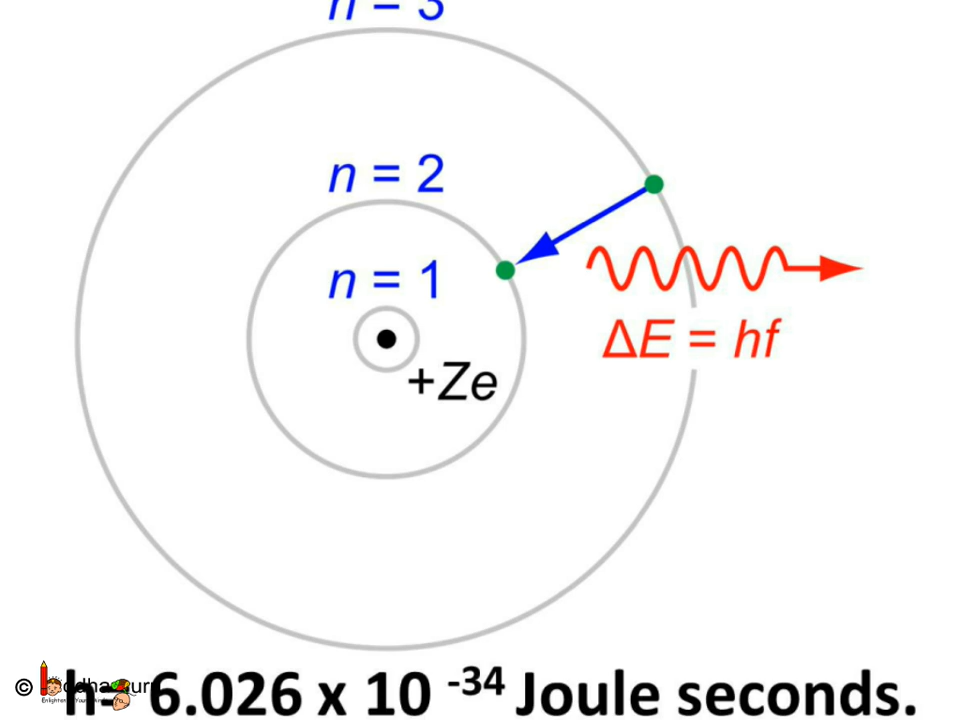 n = 3
n = 2
n = 1
+Ze
ΔE = hf
h= 6.026 x 10 -34 Joule seconds.
©